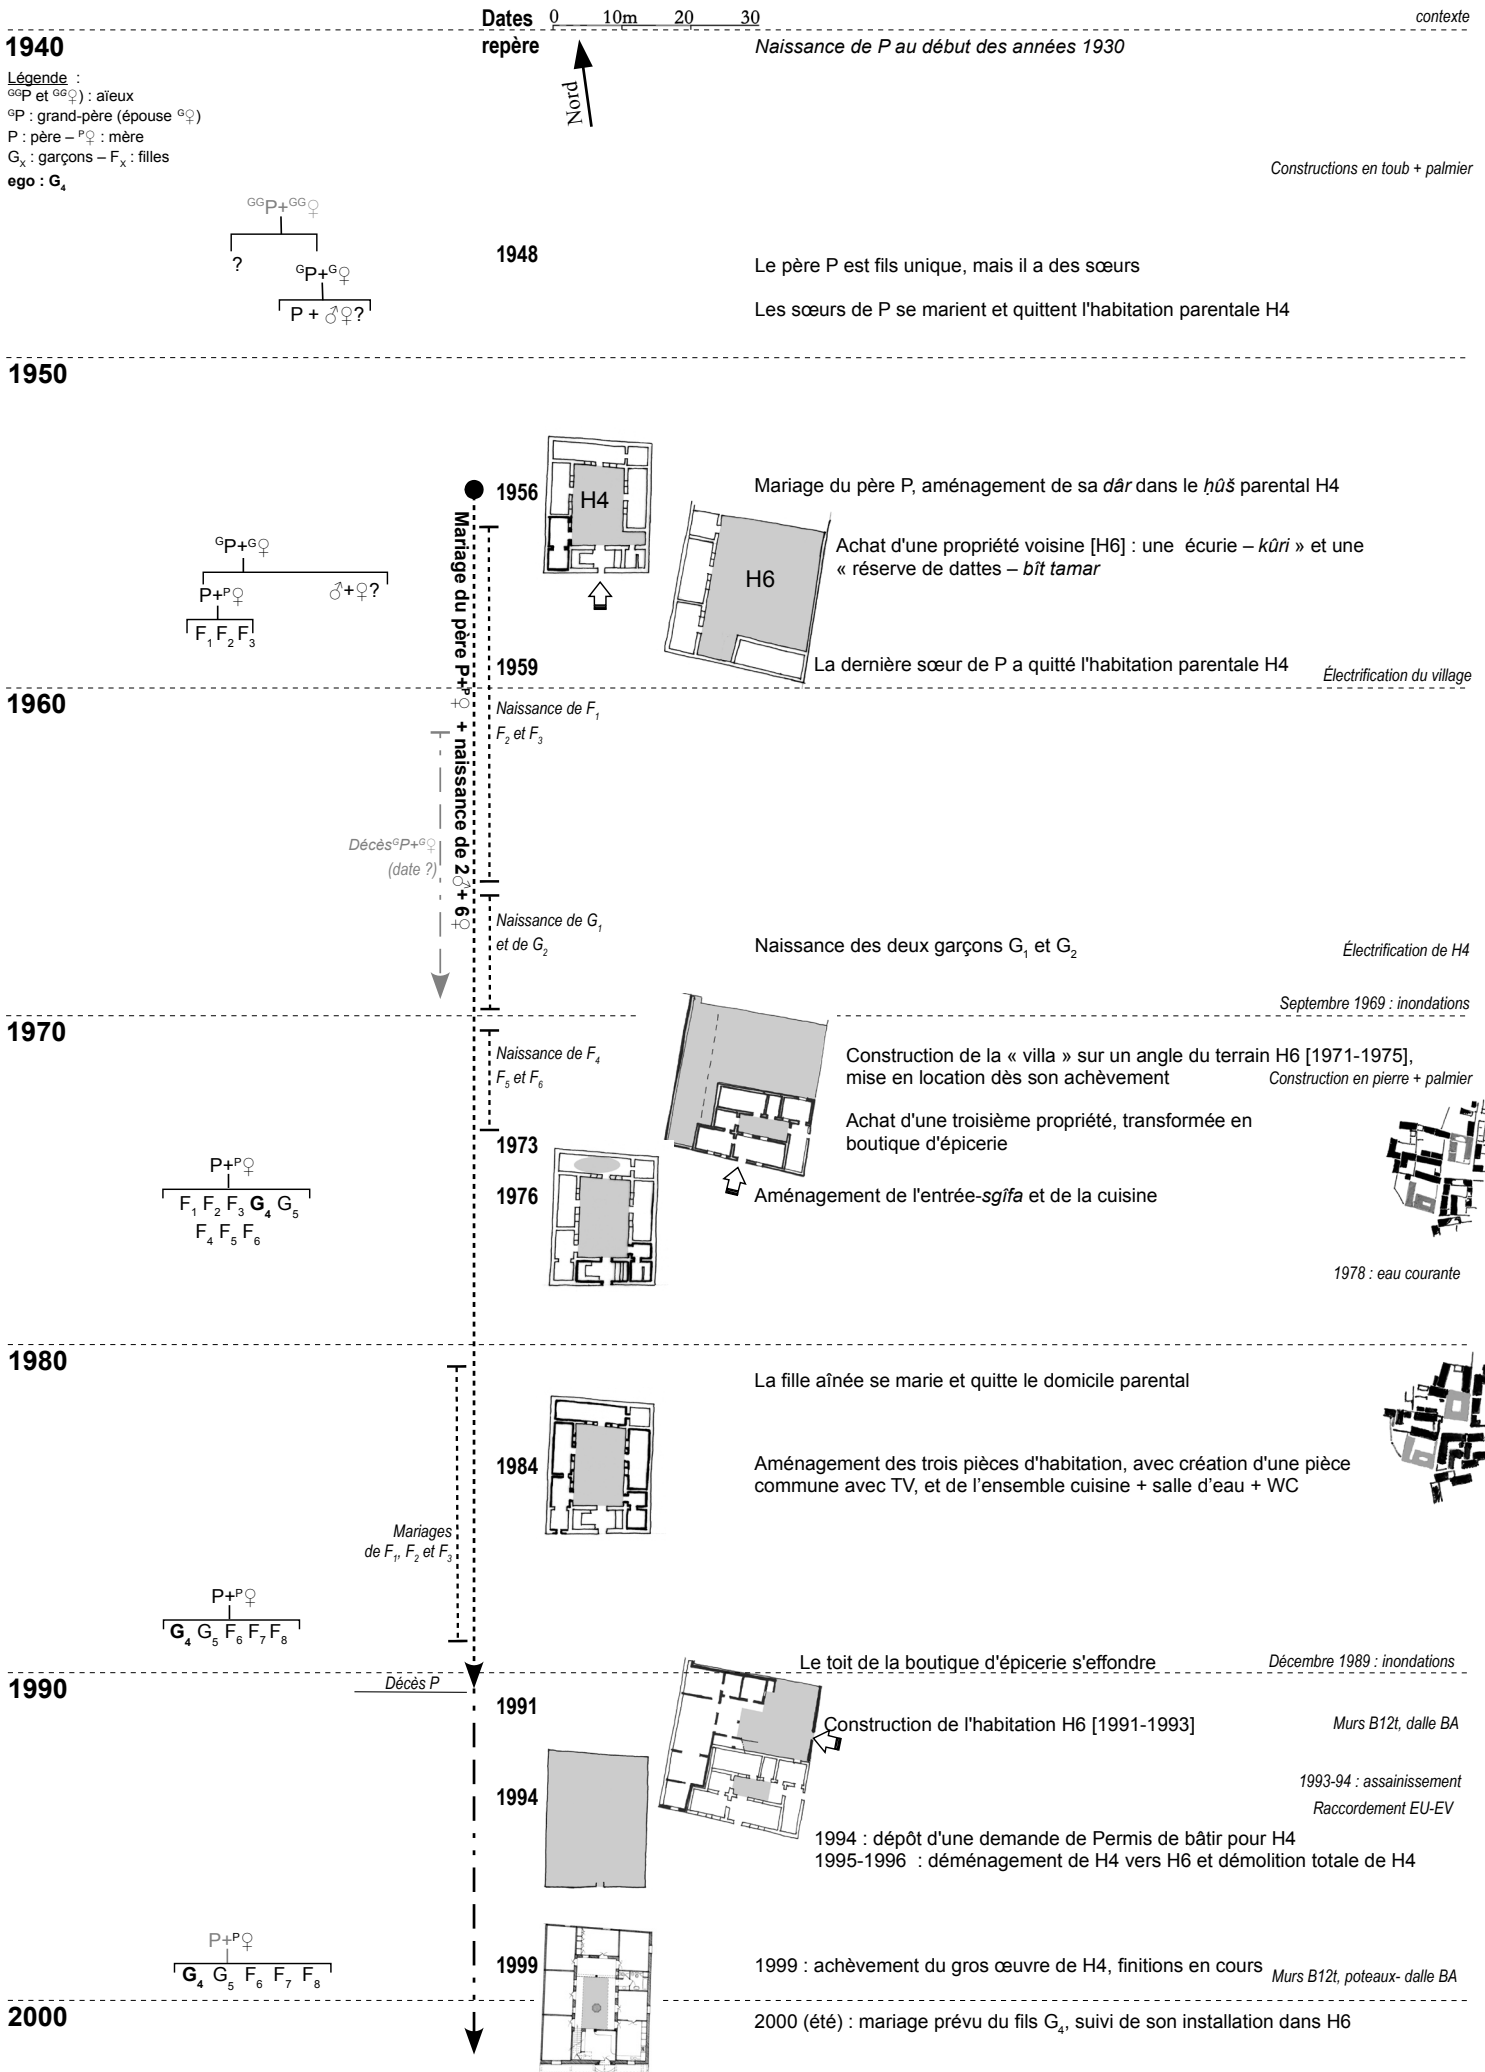 Dates
repère
0 10m 20 30
contexte
1940
Naissance de P au début des années 1930
Légende :
GGP et GG♀) : aïeux
GP : grand-père (épouse G♀)
P : père – P♀ : mère
Gx : garçons – Fx : filles
ego : G4
Nord
Constructions en toub + palmier
GGP+GG♀
?
GP+G♀
P + ♂♀?
1948
Le père P est fils unique, mais il a des sœurs
Les sœurs de P se marient et quittent l'habitation parentale H4
1950
1956
H4
Mariage du père P, aménagement de sa dâr dans le ḥûš parental H4
H6
Achat d'une propriété voisine [H6] : une écurie – kûri » et une
« réserve de dattes – bît tamar
GP+G♀
P+P♀
♂+♀?
F1 F2 F3
Mariage du père P+P♀ + naissance de 2♂+ 6♀
1959
La dernière sœur de P a quitté l'habitation parentale H4
Électrification du village
1960
Naissance de F1
F2 et F3
Décès GP+G♀
(date ?)
Naissance de G1
et de G2
Naissance des deux garçons G1 et G2
Électrification de H4
Septembre 1969 : inondations
1970
Naissance de F4
F5 et F6
Construction de la « villa » sur un angle du terrain H6 [1971-1975],
mise en location dès son achèvement
Construction en pierre + palmier
1973
Achat d'une troisième propriété, transformée en
boutique d'épicerie
P+P♀
F1 F2 F3 G4 G5
F4 F5 F6
1976
Aménagement de l'entrée-sgîfa et de la cuisine
1978 : eau courante
1980
La fille aînée se marie et quitte le domicile parental
1984
Aménagement des trois pièces d'habitation, avec création d'une pièce
commune avec TV, et de l'ensemble cuisine + salle d'eau + WC
Mariages
de F1, F2 et F3
P+P♀
G4 G5 F6 F7 F8
Le toit de la boutique d'épicerie s'effondre
Décembre 1989 : inondations
1990
Décès P
1991
Construction de l'habitation H6 [1991-1993]
Murs B12t, dalle BA
1994
1993-94 : assainissement
Raccordement EU-EV
1994 : dépôt d'une demande de Permis de bâtir pour H4
1995-1996 : déménagement de H4 vers H6 et démolition totale de H4
P+P♀
G4 G5 F6 F7 F8
1999
1999 : achèvement du gros œuvre de H4, finitions en cours
Murs B12t, poteaux- dalle BA
2000
2000 (été) : mariage prévu du fils G4, suivi de son installation dans H6